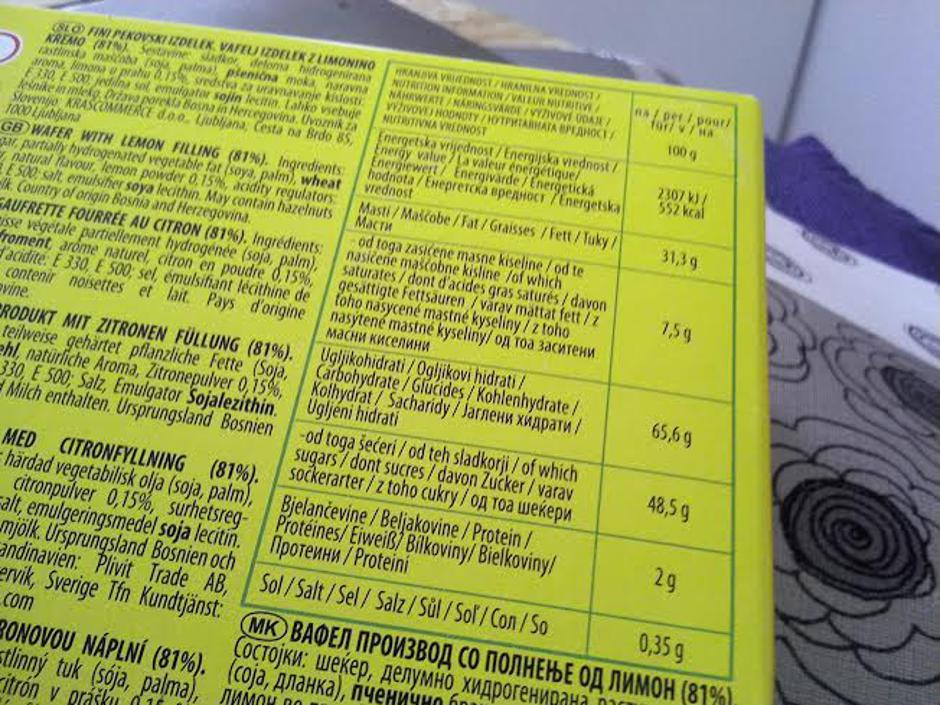 SLO FINI PEKOVSKI IZDELEK, VAFELJ IZDELEK Z LIMONINO
KREMO (81%). Sestavine: sladkor, deloma hidrogenirana
rastlinska maščoba (soja, palma), pšenična moka, naravna
aroma, limona u prahu 0,15%, sredstva za uravnavanje kislosti:
E 330, E 500; jedilna sol, emulgator sojin lecitin. Lahko vsebuje
lešnike in mleko. Država porekla Bosna in Hercegovina. Uvoznik za
Slovenijo: KRAŠCOMMERCE d.o.o., Ljubljana, Cesta na Brdo 85,
1000 Ljubljana
GB WAFER WITH LEMON FILLING (81%). Ingredients:
gar, partially hydrogenated vegetable fat (soya, palm), wheat
r, natural flavour, lemon powder 0,15%, acidity regulators:
E 500; salt, emulsifier soya lecithin. May contain hazelnuts
lk. Country of origin Bosnia and Herzegovina.
GAUFRETTE FOURRÉE AU CITRON (81%). Ingrédients:
isse végétale partiellement hydrogénée (soja, palm),
froment, arôme naturel, citron en poudre 0,15%,
d'acidité: E 330, E 500; sel, émulsifiant lécithine de
contenir noisettes et lait. Pays d'origine
ovine.
PRODUKT MIT ZITRONEN FÜLLUNG (81%).
teilweise gehärtet pflanzliche Fette (Soja,
ehl, natürliche Aroma, Zitronepulver 0,15%,
330, E 500; Salz, Emulgator Sojalezithin.
d Milch enthalten. Ursprungsland Bosnien
MED CITRONFYLLNING (81%).
härdad vegetabilisk olja (soja, palm),
citronpulver 0,15%, surhetsreg-
salt, emulgeringsmedel soja lecitin.
mjölk. Ursprungsland Bosnien och
andinavien: Plivit Trade AB,
ervik, Sverige Tfn Kundtjänst:
.com
RONOVOU NÁPLNÍ (81%).
stlinný tuk (sója, palma),
citrón v prášku 0,15
HRANJIVA VRIJEDNOST / HRANILNA VREDNOST /
NUTRITION INFORMATION / VALEUR NUTRITIVE /
NÄHRWERTE / NÄRINGSVÄRDE / VÝŽIVOVÉ ÚDAJE /
VÝŽIVOVEJ HODNOTY / НУТРИТАВНАТА ВРЕДНОСТ /
NUTRITIVNA VREDNOST
na / per / pour/
für/ v / на
100 g
Energetska vrijednost / Energijska vrednost /
Energy value / La valeur énergétique/
Energiewert / Energivärde / Energetická
hodnota / Енергетска вредност / Energetska
vrednost
2307 kJ /
552 kcal
Masti / Maščobe / Fat / Graisses / Fett / Tuky /
Масти
31,3 g
- od toga zasićene masne kiseline / od te
nasičene maščobne kisline /of which
saturates / dont d'acides gras saturés / davon
gesättigte Fettsäuren / varav mättat fett / z
toho nasycené mastné kyseliny / z toho
nasýtené mastné kyseliny/ од тоа заситени
масни киселини
7,5 g
Ugljikohidrati / Ogljikovi hidrati /
Carbohydrate / Glucides / Kohlenhydrate /
Kolhydrat / Sacharidy / Јаглени хидрати /
Ugljeni hidrati
65,6 g
-od toga šećeri / od teh sladkorji / of which
sugars / dont sucres / davon Zucker / varav
sockerarter / z toho cukry / од тоа шеќери
48,5 g
Bjelančevine / Beljakovine / Protein /
Protéines/ Eiweiß/ Bílkoviny/ Bielkoviny/
Протеини / Proteini
2 g
Sol / Salt / Sel / Salz / Sůl / Soľ / Сол / So
0,35 g
MK ВАФЕЛ ПРОИЗВОД СО ПОЛНЕЊЕ ОД ЛИМОН (81%).
Состојки: шеќер, делумно хидрогенирана
(соја, дланка), пченично